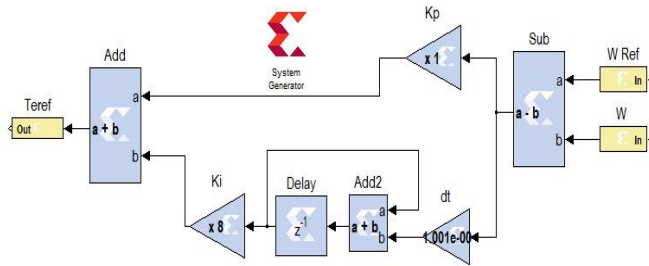 Kp
Add
Sub
W Ref
x 1
System
Generator
a
a
In
Teref
Out
a + b
a - b
W
b
b
In
Ki
Delay
Add2
dt
a
x 8
z-1
a + b
b
1.001e-00